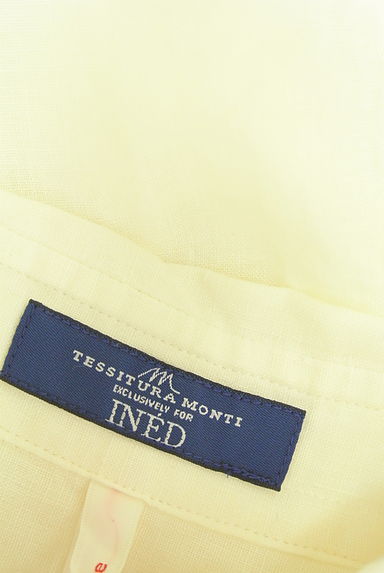 M
TESSITURA MONTI
EXCLUSIVELY FOR
INÉD
e